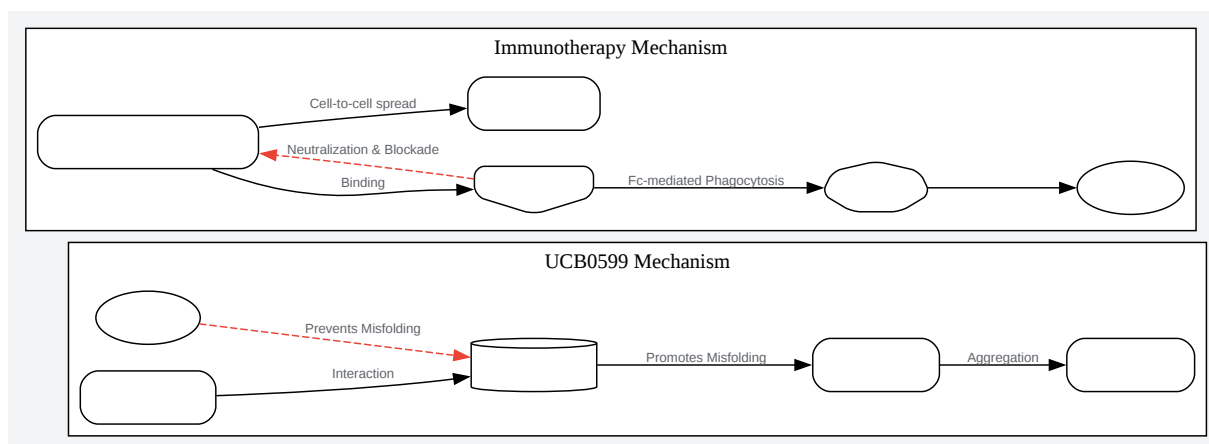 Immunotherapy Mechanism
Cell-to-cell spread
Neutralization & Blockade
Binding
Fc-mediated Phagocytosis
UCB0599 Mechanism
Prevents Misfolding
Interaction
Promotes Misfolding
Aggregation